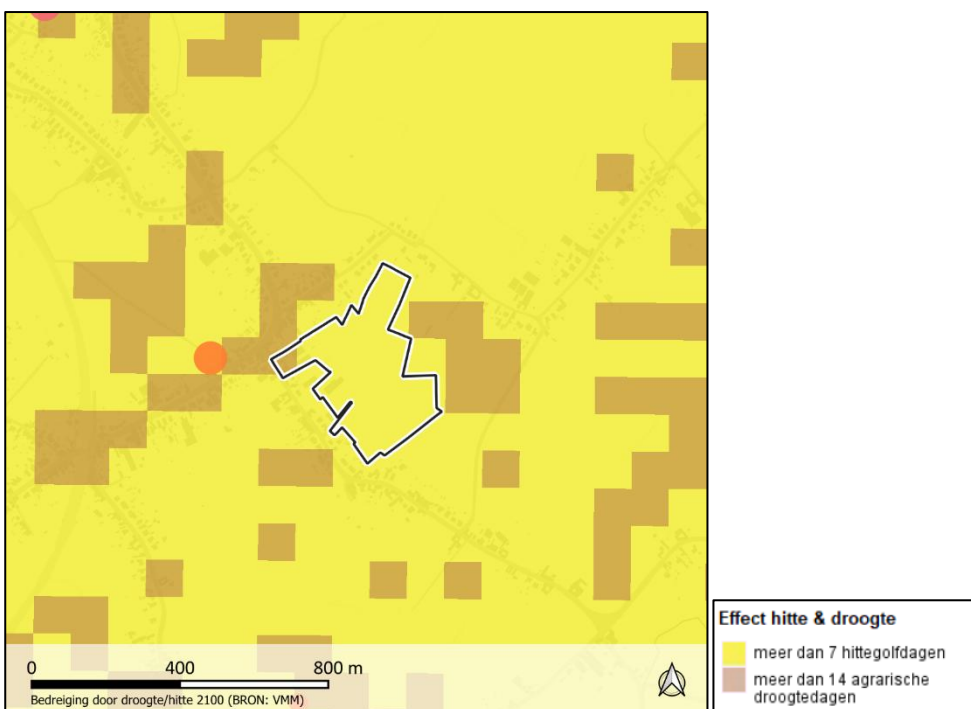 0 400 800 m
Bedreiging door droogte/hitte 2100 (BRON: VMM)
Effect hitte & droogte
meer dan 7 hittegolfdagen
meer dan 14 agrarische
droogtedagen